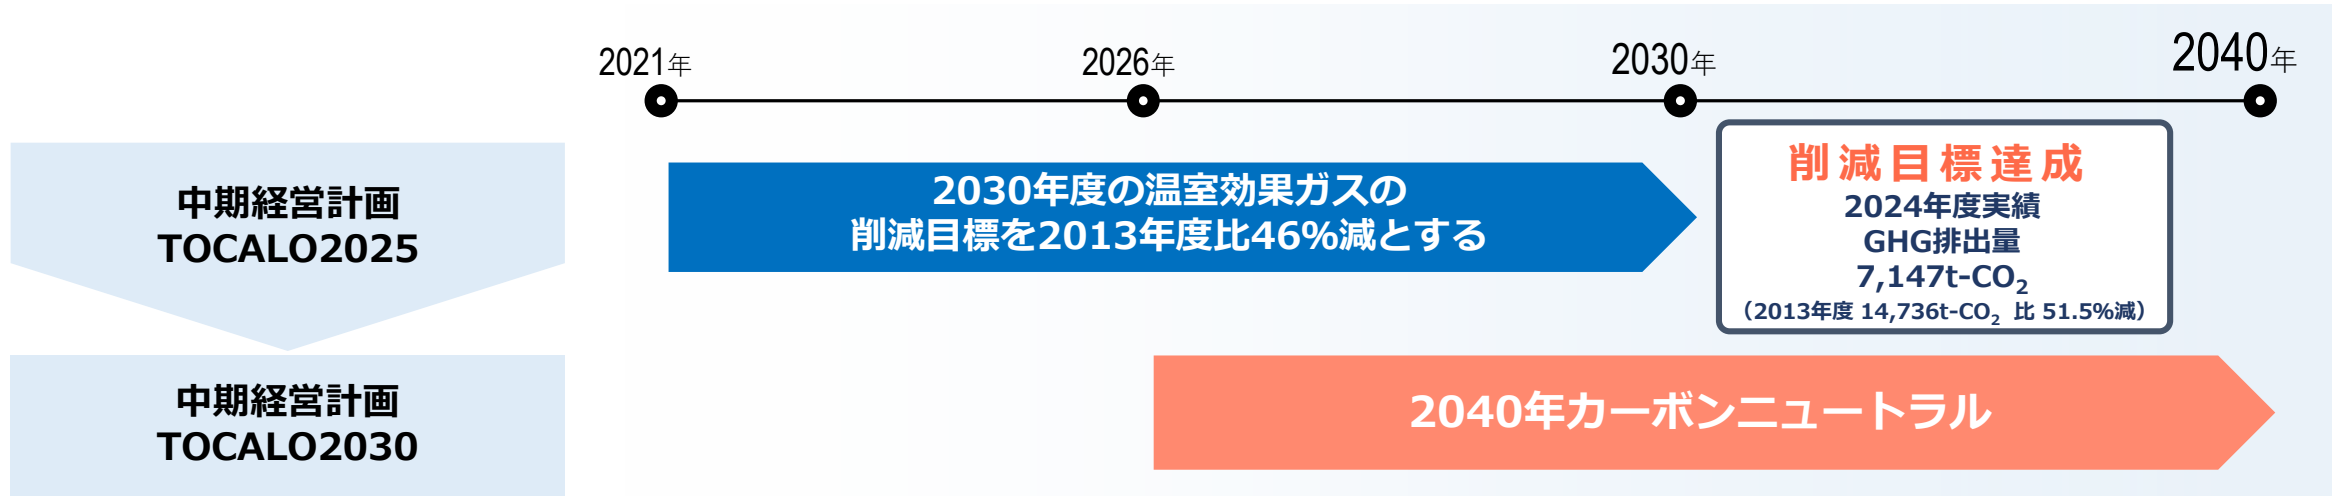 2021年
2026年
2030年
2040年
中期経営計画
TOCALO2025
2030年度の温室効果ガスの
削減目標を2013年度比46%減とする
削減目標達成
2024年度実績
GHG排出量
7,147t-CO₂
（2013年度 14,736t-CO₂ 比 51.5%減）
中期経営計画
TOCALO2030
2040年カーボンニュートラル